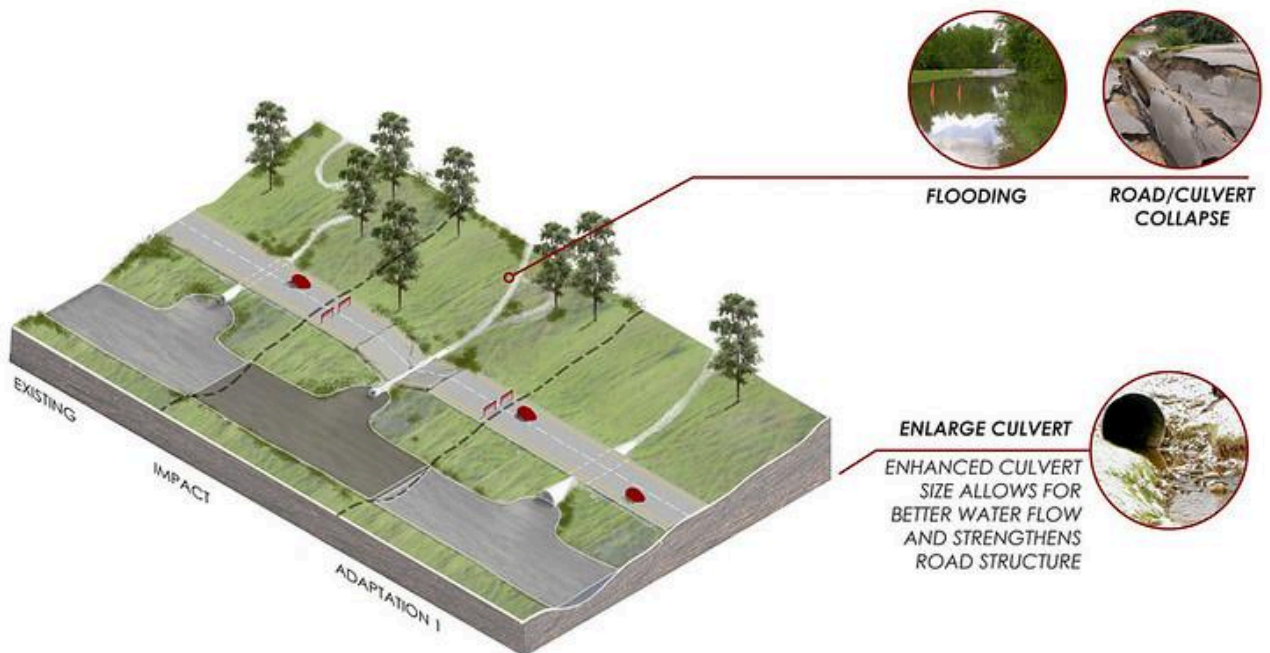 FLOODING
ROAD/CULVERT
COLLAPSE
EXISTING
IMPACT
ADAPTATION 1
ENLARGE CULVERT
ENHANCED CULVERT
SIZE ALLOWS FOR
BETTER WATER FLOW
AND STRENGTHENS
ROAD STRUCTURE